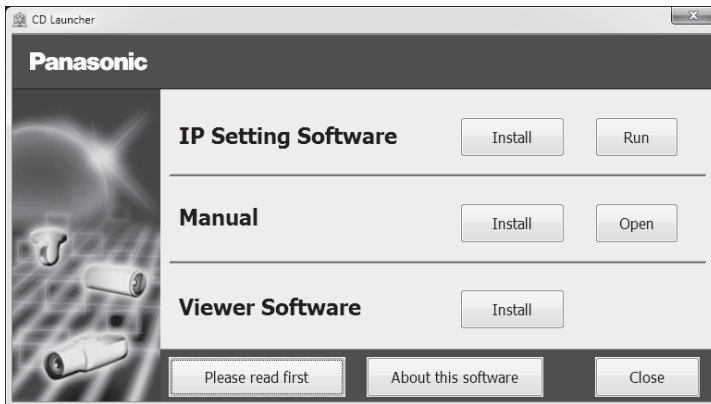 CD Launcher
Panasonic
IP Setting Software Install Run
Manual Install Open
Viewer Software Install
Please read first About this software Close